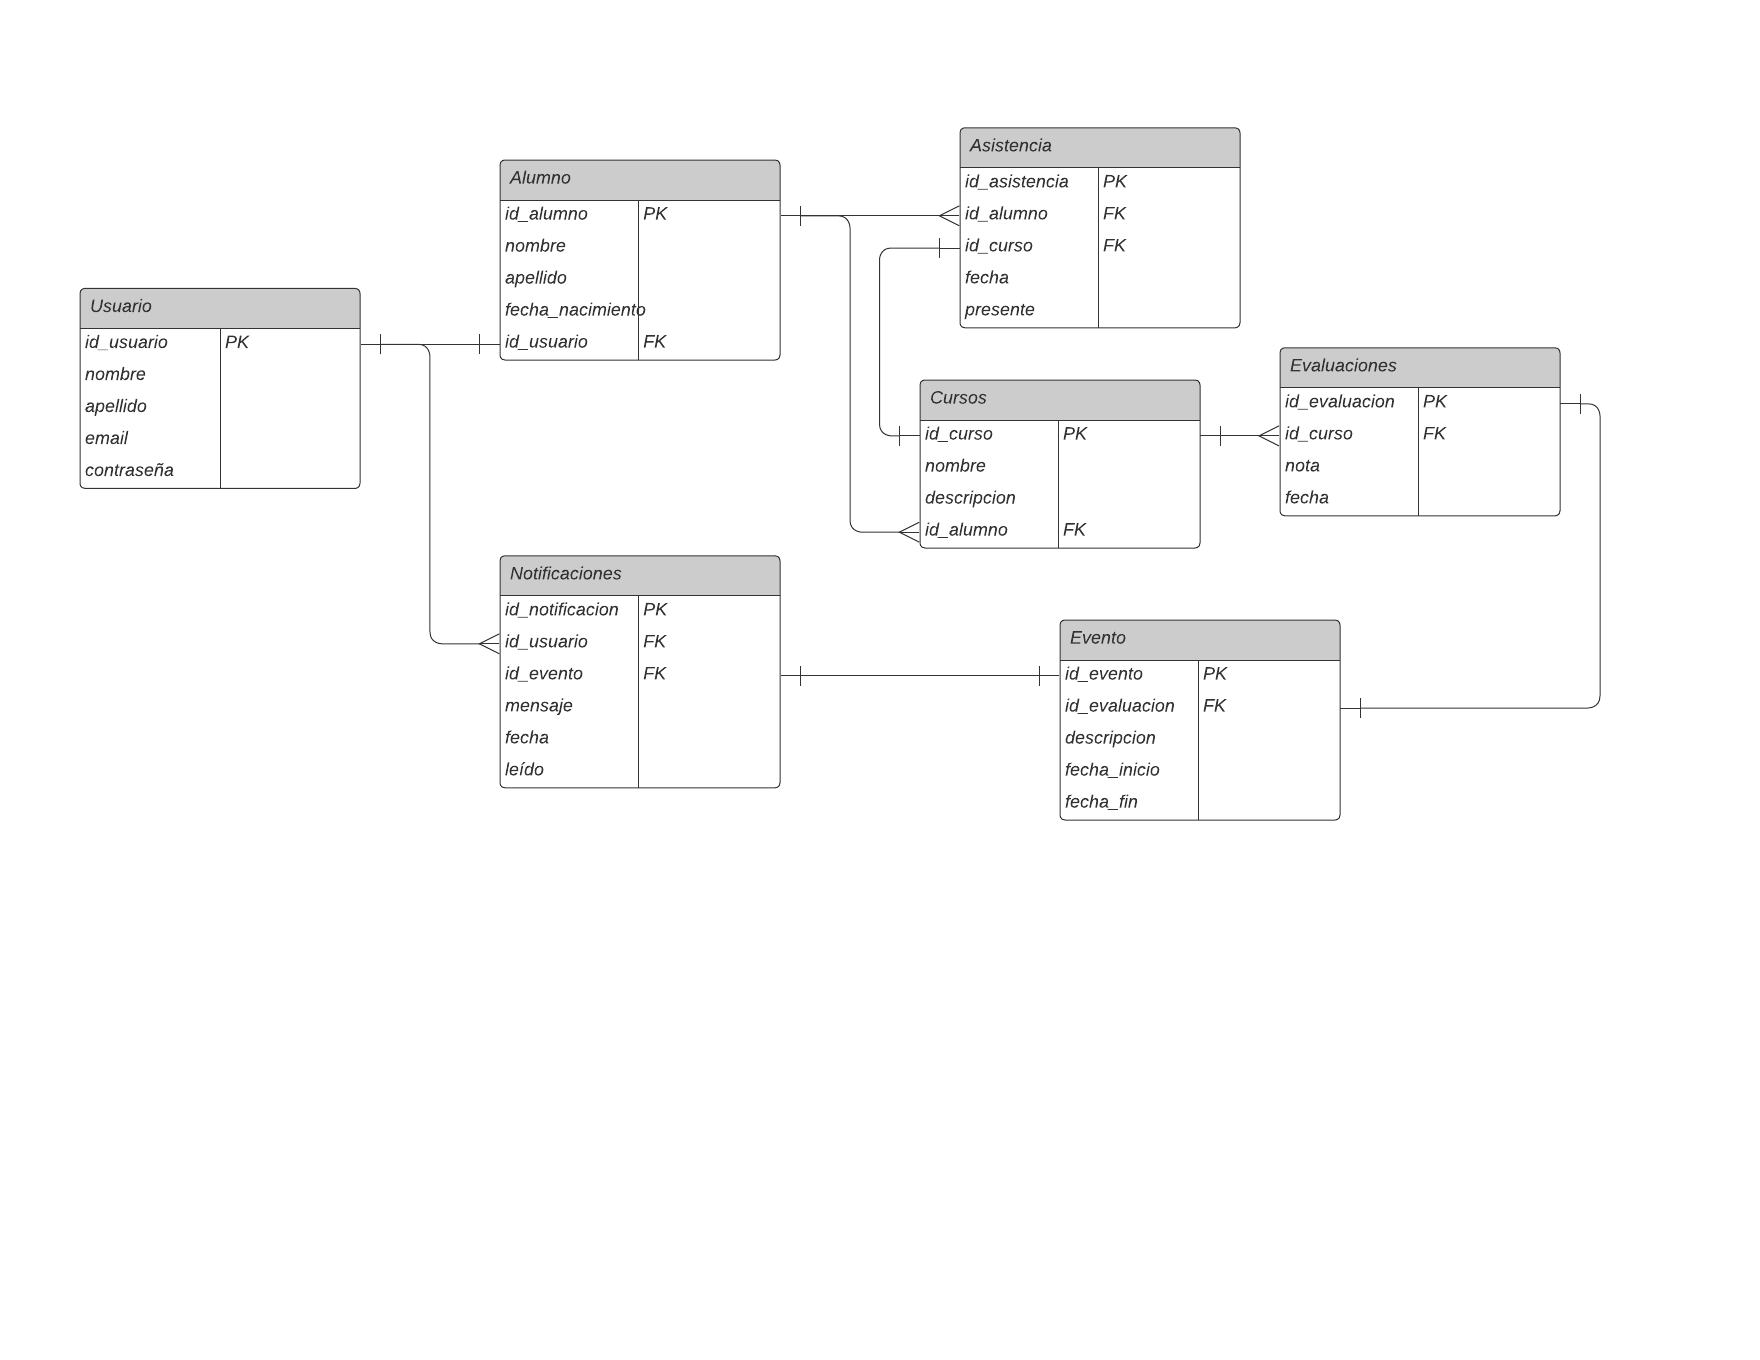 Usuario
id_usuario PK
nombre
apellido
email
contraseña
Alumno
id_alumno PK
nombre
apellido
fecha_nacimiento
id_usuario FK
Notificaciones
id_notificacion PK
id_usuario FK
id_evento FK
mensaje
fecha
leído
Asistencia
id_asistencia PK
id_alumno FK
id_curso FK
fecha
presente
Cursos
id_curso PK
nombre
descripcion
id_alumno FK
Evaluaciones
id_evaluacion PK
id_curso FK
nota
fecha
Evento
id_evento PK
id_evaluacion FK
descripcion
fecha_inicio
fecha_fin